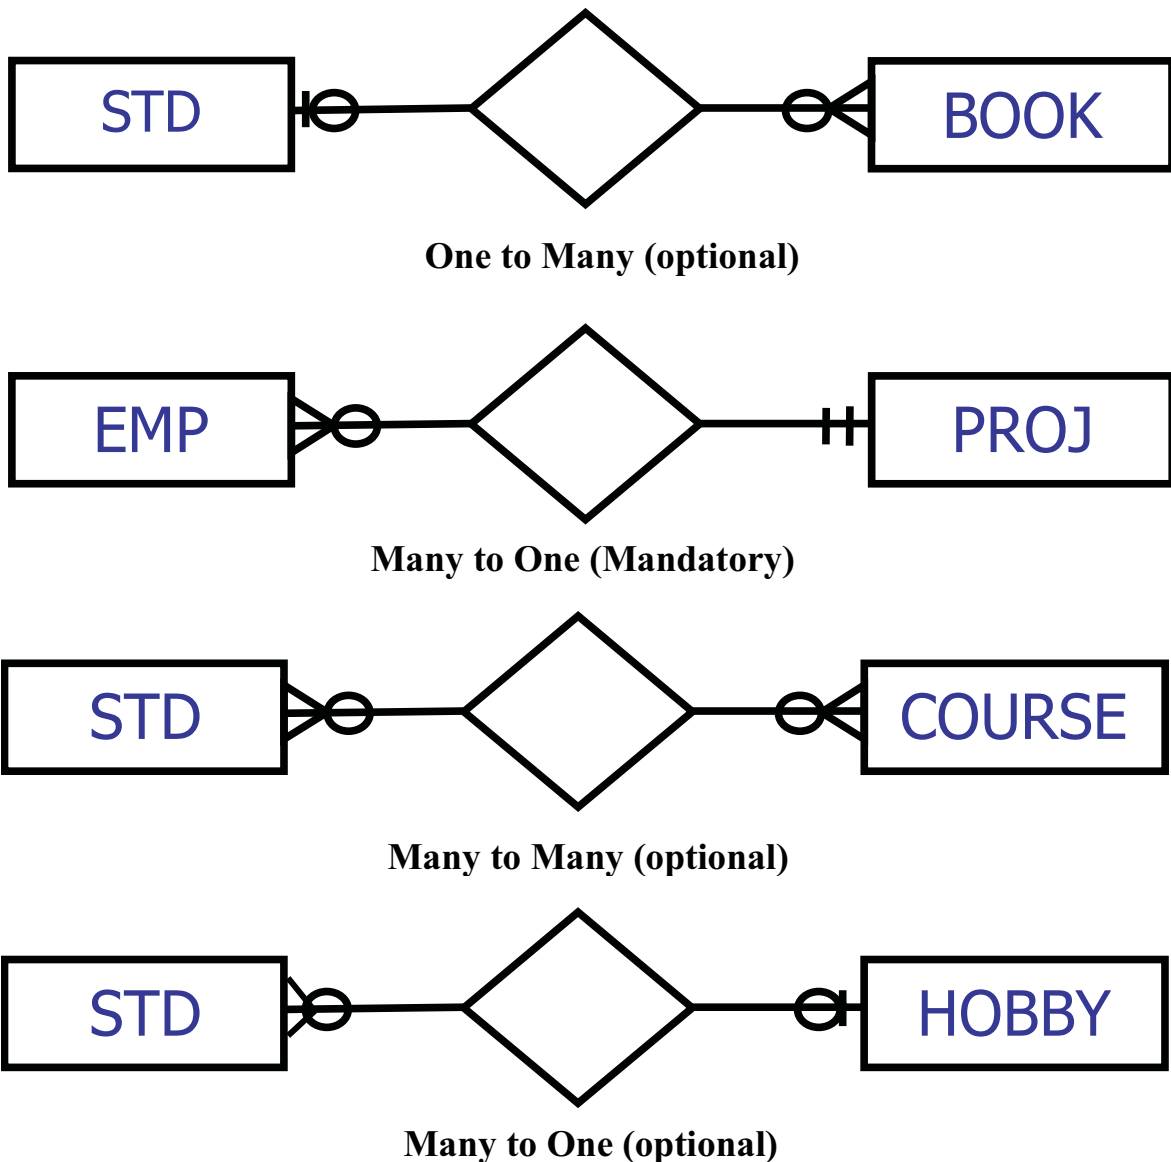 STD
BOOK
One to Many (optional)
EMP
PROJ
Many to One (Mandatory)
STD
COURSE
Many to Many (optional)
STD
HOBBY
Many to One (optional)